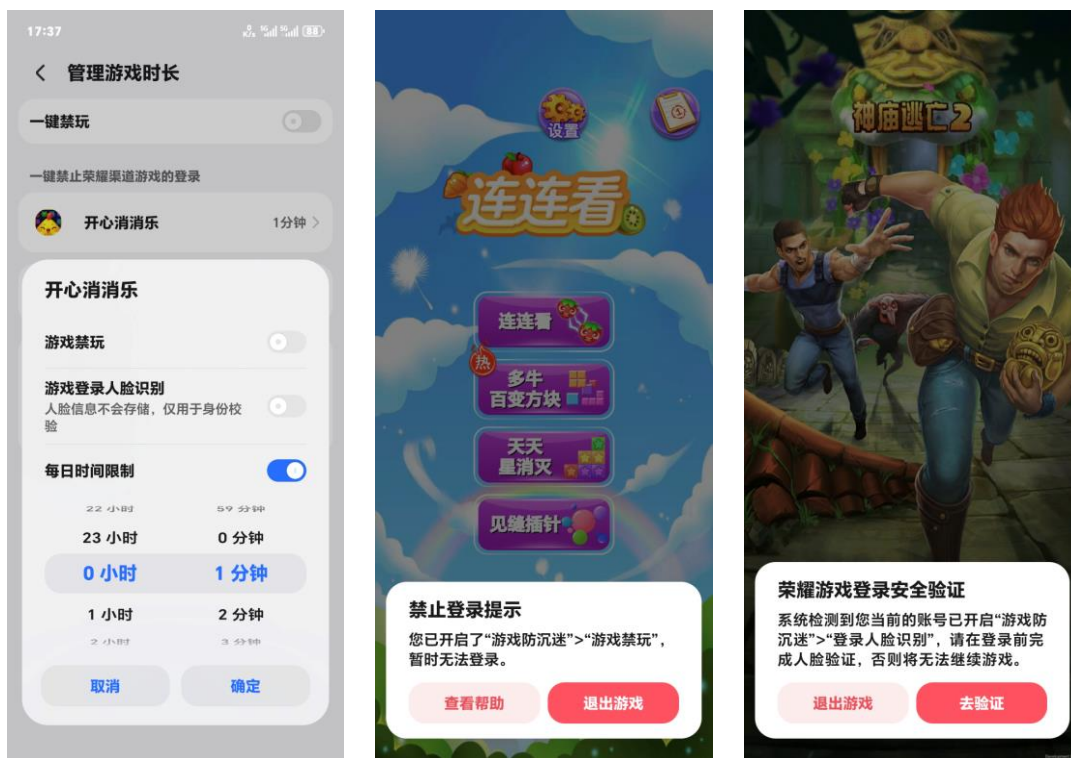 17:37
0
K/s 5G 5G 88
管理游戏时长
一键禁玩
一键禁止荣耀渠道游戏的登录
开心消消乐
1分钟
开心消消乐
游戏禁玩
游戏登录人脸识别
人脸信息不会存储，仅用于身份校
验
每日时间限制
22 小时 59 分钟
23 小时 0 分钟
0 小时 1 分钟
1 小时 2 分钟
2 小时 3 分钟
取消 确定
设置
连连看
连连看
热
多牛
百变方块
天天
星消灭
见缝插针
禁止登录提示
您已开启了“游戏防沉迷”>“游戏禁玩”，
暂时无法登录。
查看帮助 退出游戏
神庙逃亡2
荣耀游戏登录安全验证
系统检测到您当前的账号已开启“游戏防
沉迷”>“登录人脸识别”，请在登录前完
成人脸验证，否则将无法继续游戏。
退出游戏 去验证